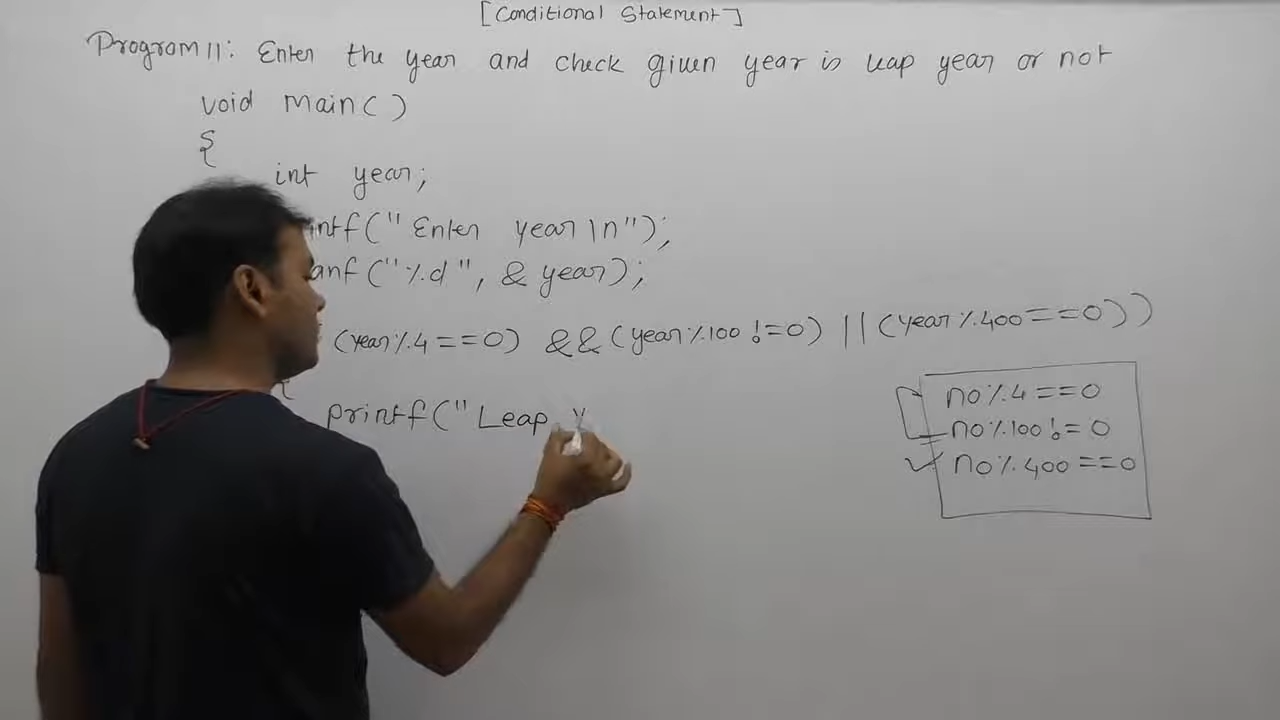 [Conditional Statement]
Program 11: Enter the year and check given year is leap year or not
void main()
{
int year;
intf("Enter year \n");
anf("%d", & year);
(year%4==0) &&(year%100!=0) ||(year%400==0))
{
printf("Leap Y
no%4==0
no%100!=0
no%400==0